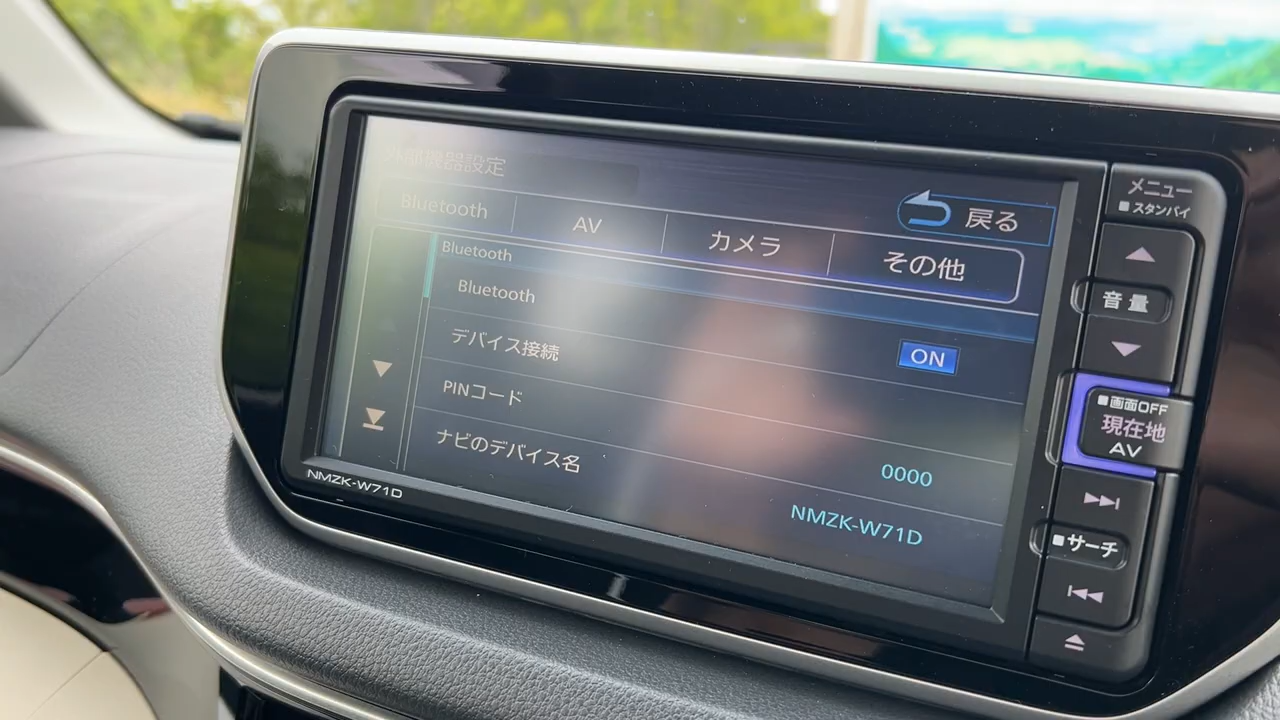 外部機器設定
戻る
Bluetooth
AV
カメラ
その他
Bluetooth
Bluetooth
ON
デバイス接続
PINコード
0000
ナビのデバイス名
NMZK-W71D
NMZK-W71D
メニュー
■スタンバイ
音量
■画面OFF
現在地
AV
■サーチ